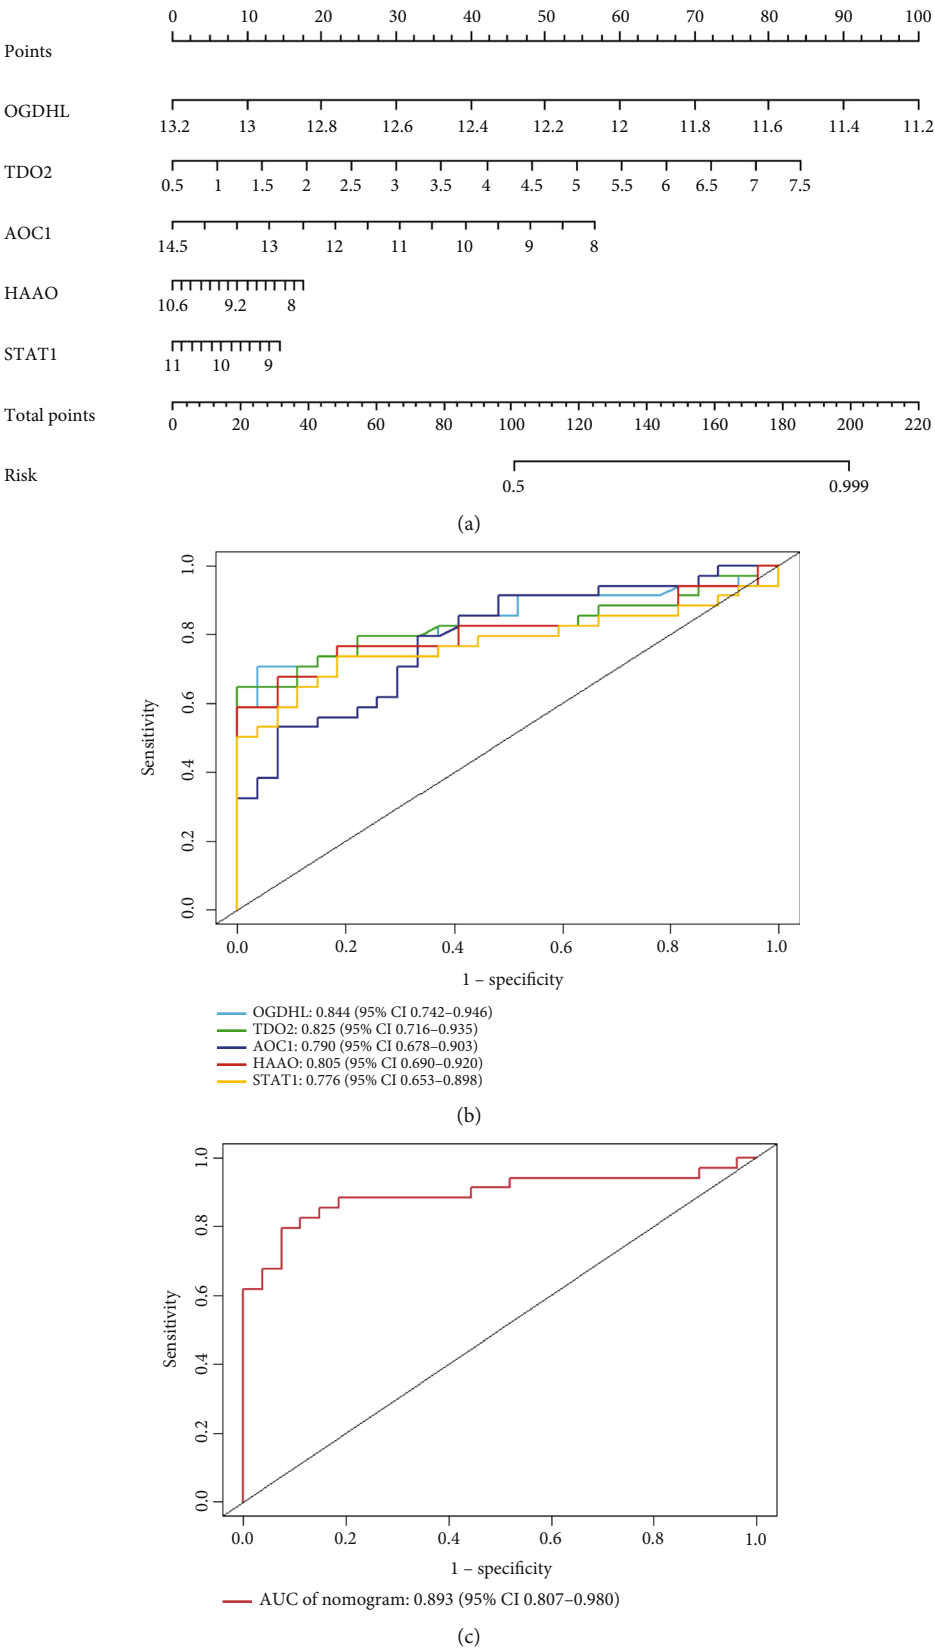 0 10 20 30 40 50 60 70 80 90 100
Points
OGDHL
13.2 13 12.8 12.6 12.4 12.2 12 11.8 11.6 11.4 11.2
TDO2
0.5 1 1.5 2 2.5 3 3.5 4 4.5 5 5.5 6 6.5 7 7.5
AOC1
14.5 13 12 11 10 9 8
HAAO
10.6 9.2 8
STAT1
11 10 9
Total points
0 20 40 60 80 100 120 140 160 180 200 220
Risk
0.5 0.999
(a)
1.0
0.8
0.6
Sensitivity
0.4
0.2
0.0
0.0 0.2 0.4 0.6 0.8 1.0
1 – specificity
OGDHL: 0.844 (95% CI 0.742–0.946)
TDO2: 0.825 (95% CI 0.716–0.935)
AOC1: 0.790 (95% CI 0.678–0.903)
HAAO: 0.805 (95% CI 0.690–0.920)
STAT1: 0.776 (95% CI 0.653–0.898)
(b)
1.0
0.8
0.6
Sensitivity
0.4
0.2
0.0
0.0 0.2 0.4 0.6 0.8 1.0
1 – specificity
AUC of nomogram: 0.893 (95% CI 0.807–0.980)
(c)